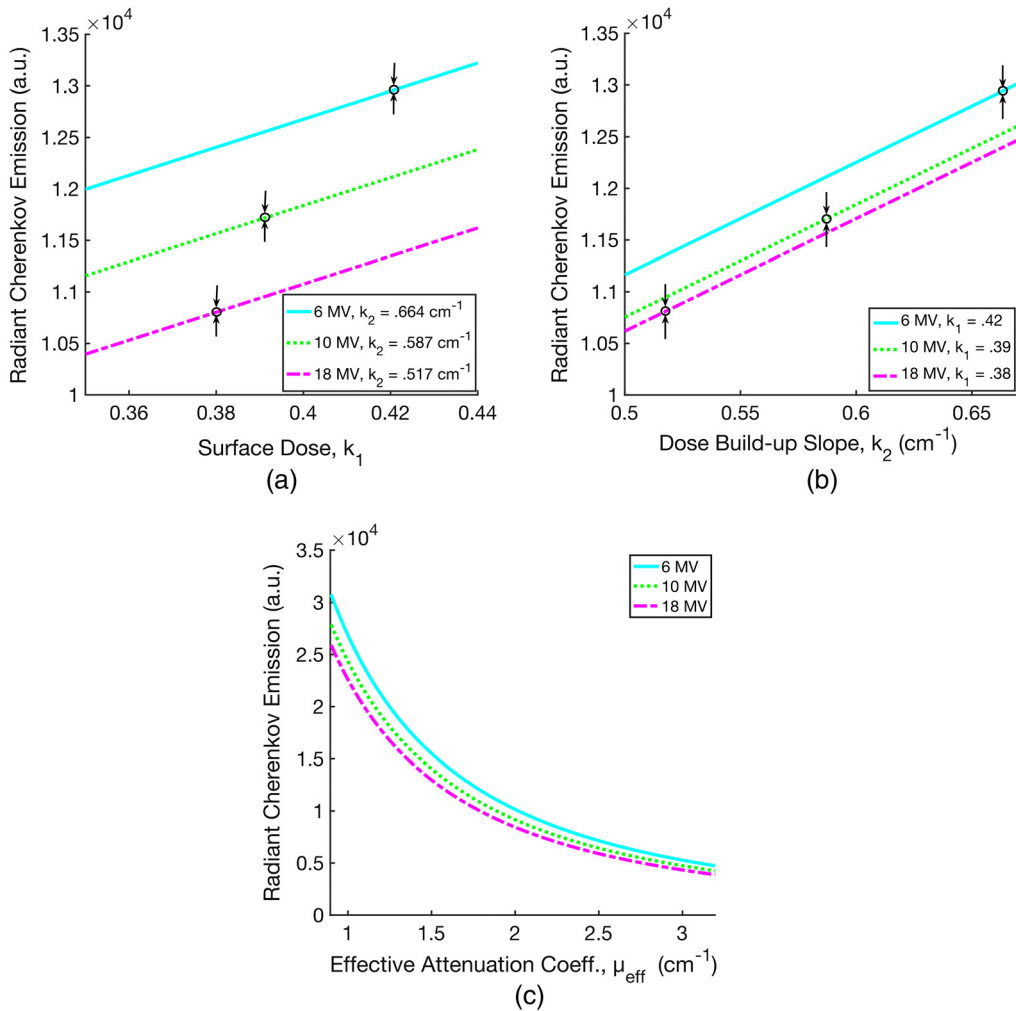 ×10⁴
1.35
1.3
1.25
1.2
1.15
1.1
1.05
1
Radiant Cherenkov Emission (a.u.)
6 MV, k₂ = .664 cm⁻¹
10 MV, k₂ = .587 cm⁻¹
18 MV, k₂ = .517 cm⁻¹
0.36 0.38 0.4 0.42 0.44
Surface Dose, k₁
(a)
×10⁴
1.35
1.3
1.25
1.2
1.15
1.1
1.05
1
Radiant Cherenkov Emission (a.u.)
6 MV, k₁ = .42
10 MV, k₁ = .39
18 MV, k₁ = .38
0.5 0.55 0.6 0.65
Dose Build-up Slope, k₂ (cm⁻¹)
(b)
×10⁴
3.5
3
2.5
2
1.5
1
0.5
0
Radiant Cherenkov Emission (a.u.)
6 MV
10 MV
18 MV
1 1.5 2 2.5 3
Effective Attenuation Coeff., μeff (cm⁻¹)
(c)